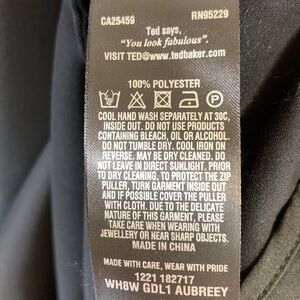 CA25459 RN95229
Ted says,
"You look fabulous".
VISIT TED@www.tedbaker.com
100% POLYESTER
P
COOL HAND WASH SEPARATELY AT 30C,
INSIDE OUT. DO NOT USE PRODUCTS
CONTAINING BLEACH, OIL OR ALCOHOL.
DO NOT TUMBLE DRY. COOL IRON ON
REVERSE. MAY BE DRY CLEANED. DO
NOT LEAVE IN DIRECT SUNLIGHT. PRIOR
TO DRY CLEANING, TO PROTECT THE ZIP
PULLER, TURN GARMENT INSIDE OUT
AND IF POSSIBLE COVER THE PULLER
WITH CLOTH. DUE TO THE DELICATE
NATURE OF THIS GARMENT, PLEASE
TAKE CARE WHEN WEARING WITH
JEWELLERY OR NEAR SHARP OBJECTS.
MADE IN CHINA
MADE WITH CARE, WEAR WITH PRIDE
1221 182717
WH8W GDL1 AUBREEY